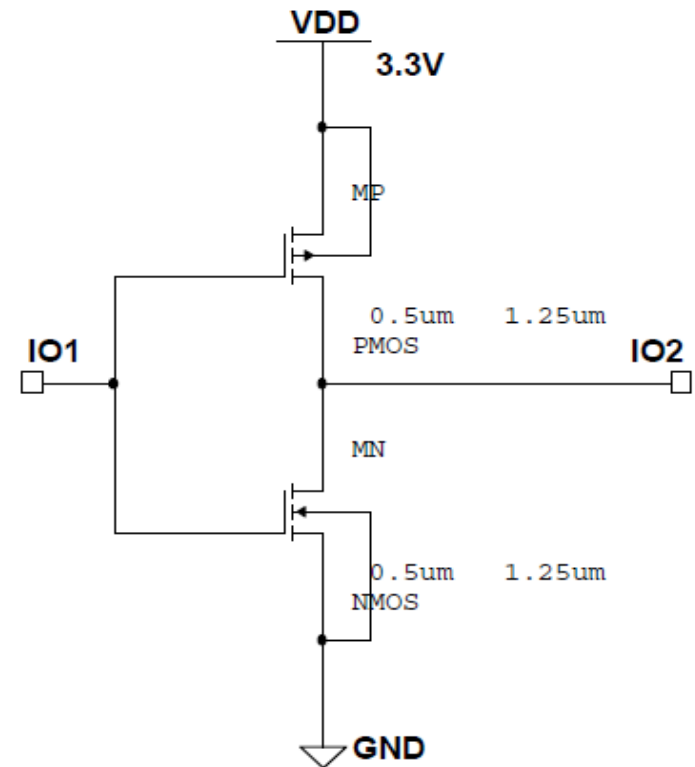 VDD
3.3V
MP
0.5um 1.25um
PMOS
IO1
IO2
MN
0.5um 1.25um
NMOS
GND